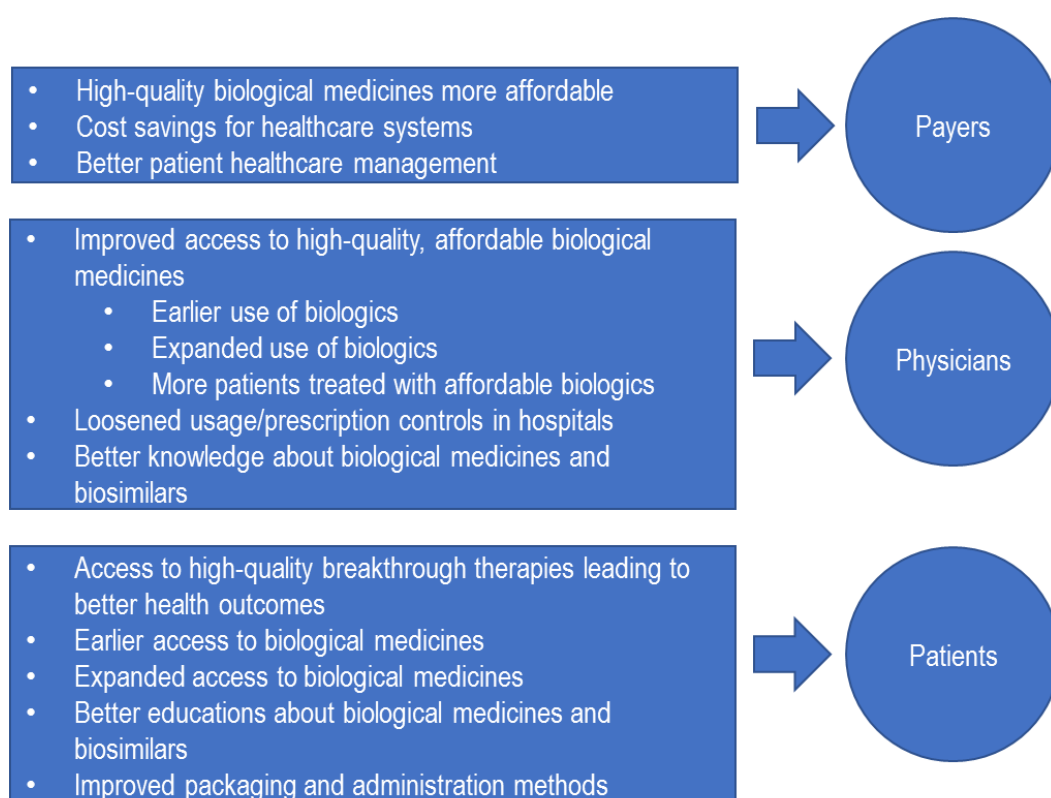 • High-quality biological medicines more affordable
• Cost savings for healthcare systems
• Better patient healthcare management
Payers
• Improved access to high-quality, affordable biological
medicines
• Earlier use of biologics
• Expanded use of biologics
• More patients treated with affordable biologics
• Loosened usage/prescription controls in hospitals
• Better knowledge about biological medicines and
biosimilars
Physicians
• Access to high-quality breakthrough therapies leading to
better health outcomes
• Earlier access to biological medicines
• Expanded access to biological medicines
• Better educations about biological medicines and
biosimilars
• Improved packaging and administration methods
Patients